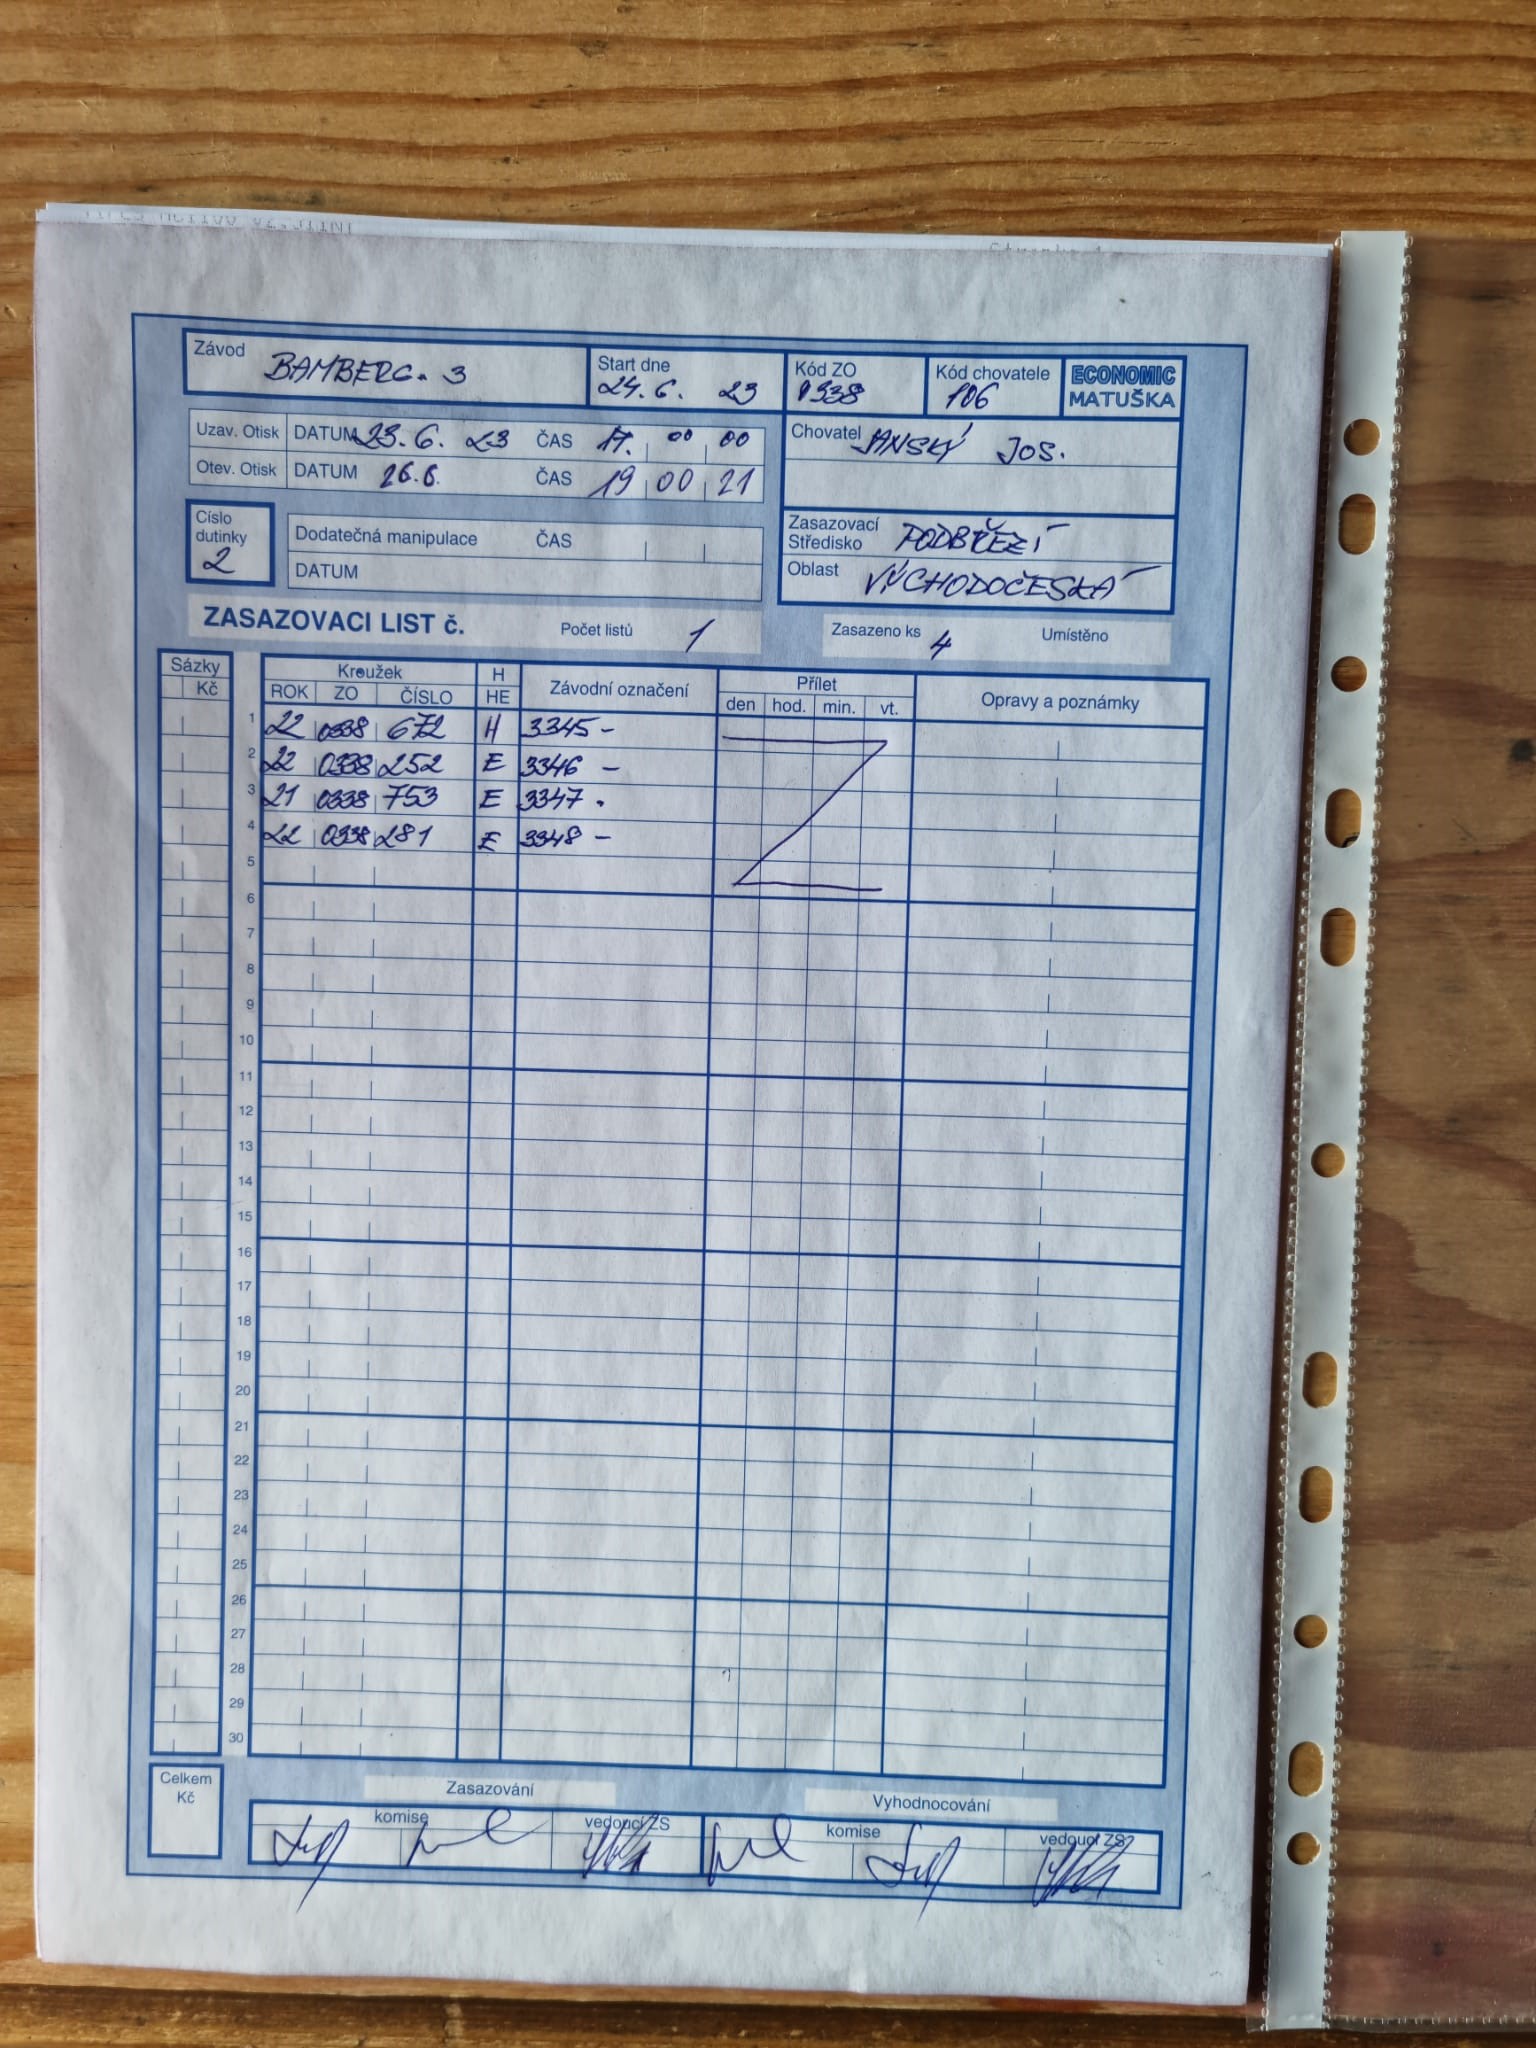 Závod BAMBERG. 3
Start dne 24. 6. 23
Kód ZO 0338
Kód chovatele 106
ECONOMIC
MATUŠKA
Uzav. Otisk DATUM 23. 6. 23 ČAS 17. 00 00
Otev. Otisk DATUM 26.6. ČAS 19 00 21
Chovatel JANSKÝ JOS.
Číslo
dutinky
2
Dodatečná manipulace ČAS
DATUM
Zasazovací
Středisko PODBŘEZÍ
Oblast VÝCHODOČESKÁ
ZASAZOVACI LIST č. Počet listů 1 Zasazeno ks 4 Umístěno
Sázky Kroužek H Závodní označení Přílet Opravy a poznámky
Kč ROK ZO ČÍSLO HE den hod. min. vt.
1 22 0338 672 H 3345 -
2 22 0338 252 E 3346 -
3 21 0338 753 E 3347 .
4 22 0338 281 E 3348 -
5
6
7
8
9
10
11
12
13
14
15
16
17
18
19
20
21
22
23
24
25
26
27
28
29
30
Celkem
Kč
Zasazování Vyhodnocování
komise vedoucí ZS komise vedoucí ZS